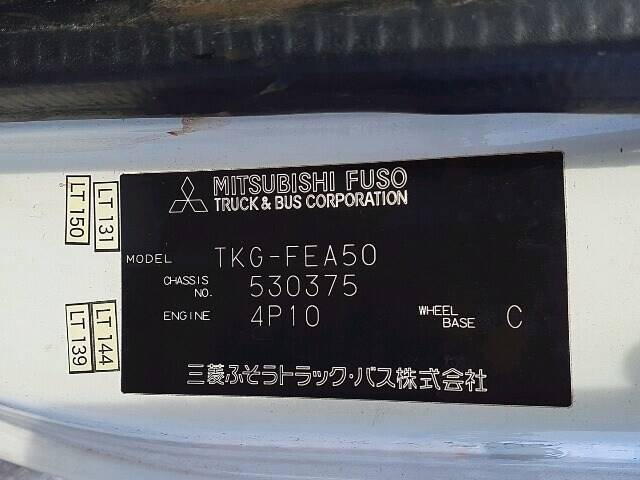 MITSUBISHI FUSO
TRUCK & BUS CORPORATION
MODEL TKG-FEA50
CHASSIS NO. 530375
ENGINE 4P10 WHEEL BASE C
三菱ふそうトラック・バス株式会社
LT 150
LT 131
LT 139
LT 144